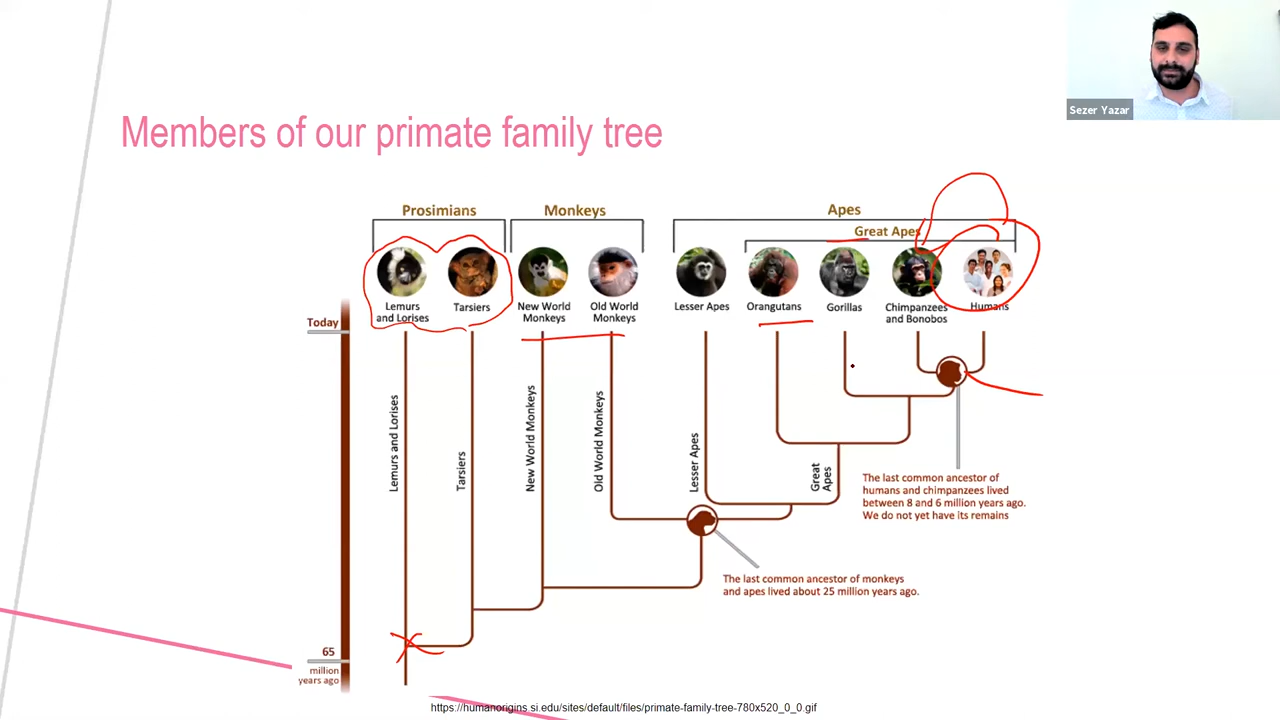 Sezer Yazar
Members of our primate family tree
Prosimians
Monkeys
Apes
Great Apes
Lemurs
and Lorises
Tarsiers
New World
Monkeys
Old World
Monkeys
Lesser Apes
Orangutans
Gorillas
Chimpanzees
and Bonobos
Humans
Today
Lemurs and Lorises
Tarsiers
New World Monkeys
Old World Monkeys
Lesser Apes
Great
Apes
The last common ancestor of
humans and chimpanzees lived
between 8 and 6 million years ago.
We do not yet have its remains
The last common ancestor of monkeys
and apes lived about 25 million years ago.
65
million
years ago
https://humanorigins.si.edu/sites/default/files/primate-family-tree-780x520_0_0.gif